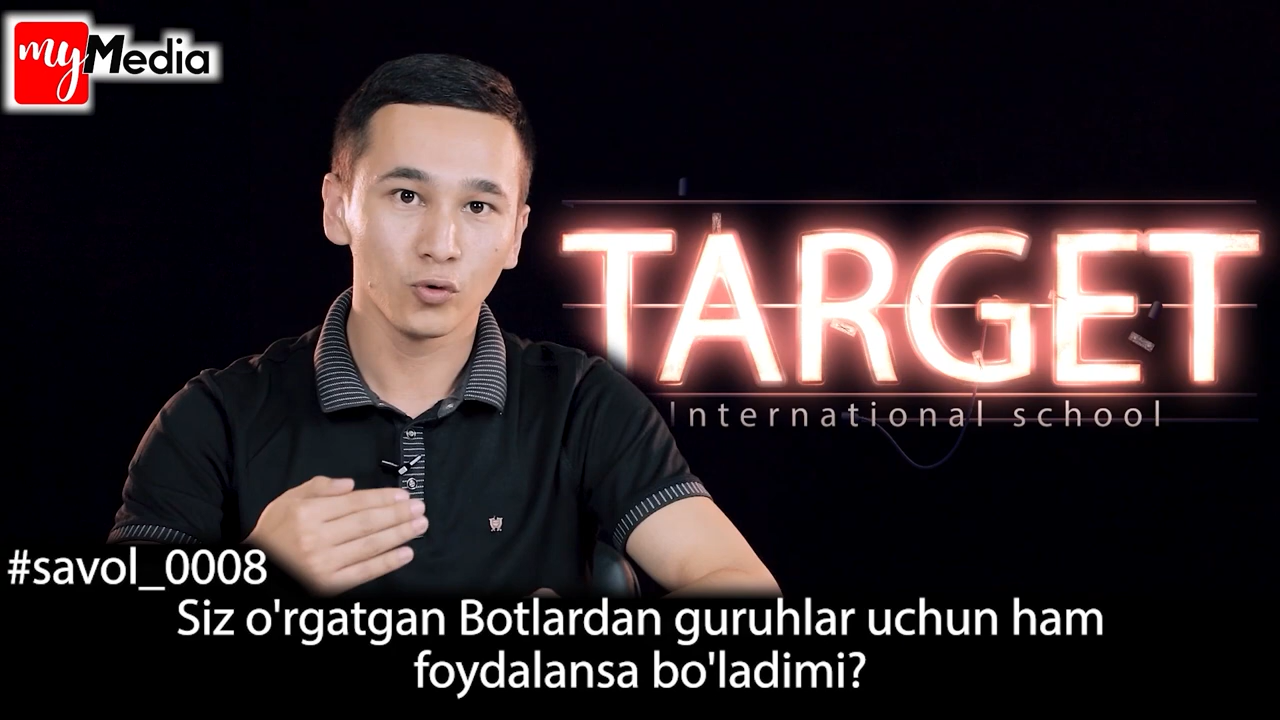 myMedia
TARGET
International school
#savol_0008
Siz o'rgatgan Botlardan guruhlar uchun ham
foydalansa bo'ladimi?